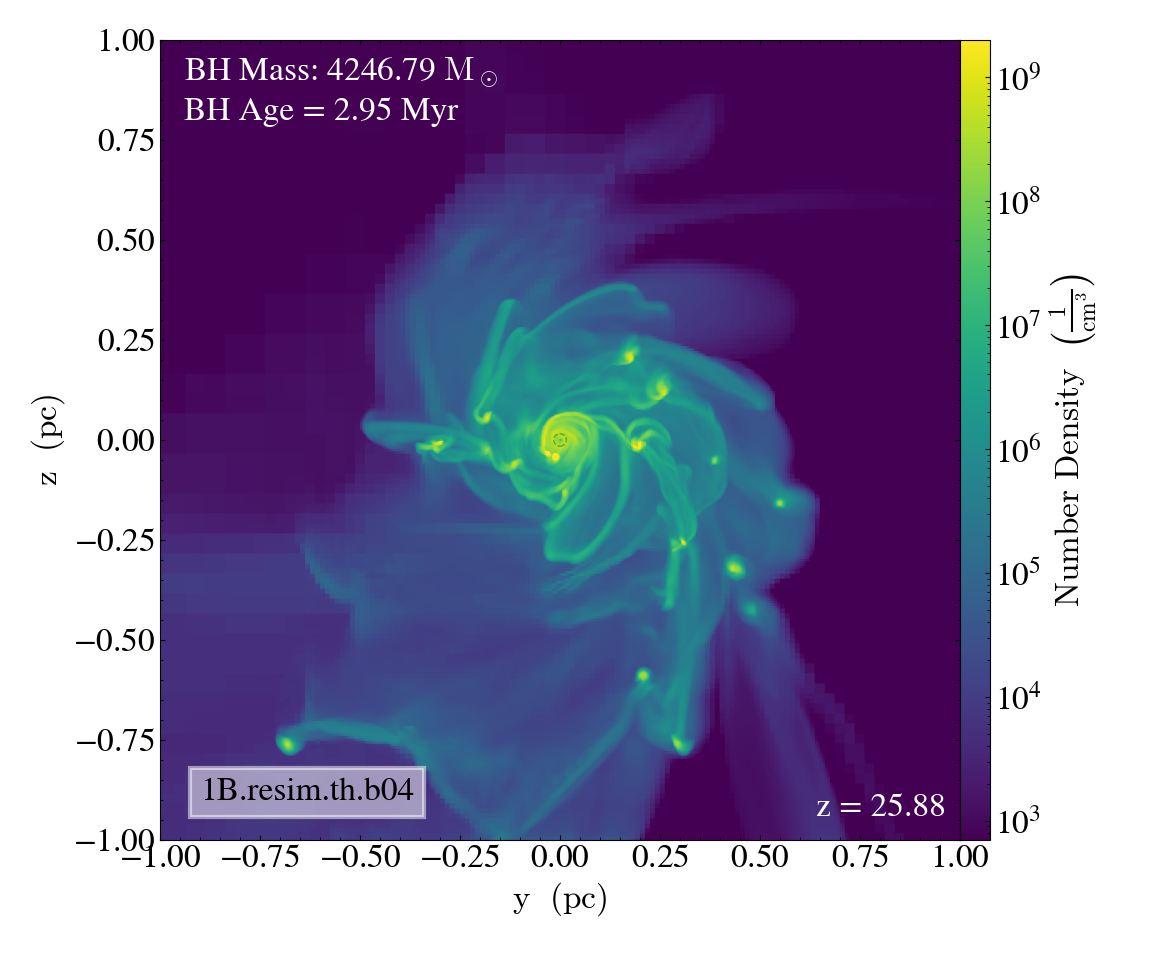 BH Mass: 4246.79 M⊙
BH Age = 2.95 Myr
1.00
0.75
0.50
0.25
0.00
−0.25
−0.50
−0.75
−1.00
z (pc)
1B.resim.th.b04
z = 25.88
−1.00 −0.75 −0.50 −0.25 0.00 0.25 0.50 0.75 1.00
y (pc)
10⁹
10⁸
10⁷
10⁶
10⁵
10⁴
10³
Number Density (1/cm³)